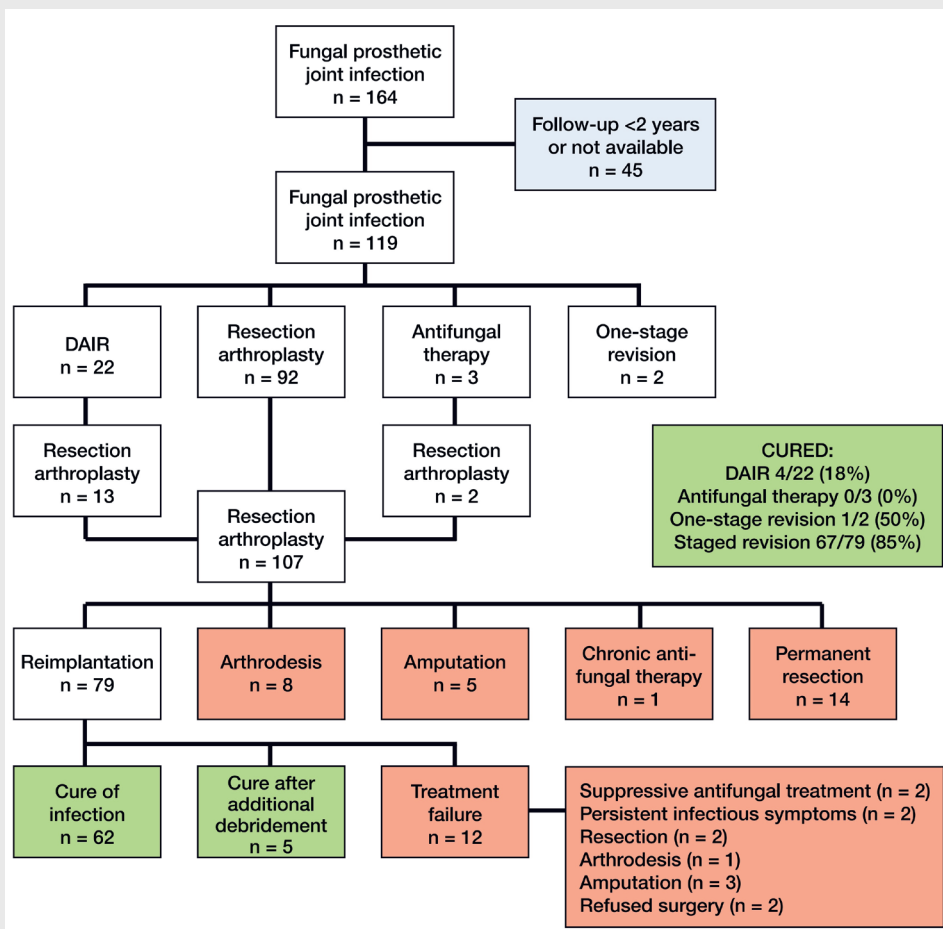 Fungal prosthetic
joint infection
n = 164
Follow-up <2 years
or not available
n = 45
Fungal prosthetic
joint infection
n = 119
DAIR
n = 22
Resection
arthroplasty
n = 92
Antifungal
therapy
n = 3
One-stage
revision
n = 2
Resection
arthroplasty
n = 13
Resection
arthroplasty
n = 2
CURED:
DAIR 4/22 (18%)
Antifungal therapy 0/3 (0%)
One-stage revision 1/2 (50%)
Staged revision 67/79 (85%)
Resection
arthroplasty
n = 107
Reimplantation
n = 79
Arthrodesis
n = 8
Amputation
n = 5
Chronic anti-
fungal therapy
n = 1
Permanent
resection
n = 14
Cure of
infection
n = 62
Cure after
additional
debridement
n = 5
Treatment
failure
n = 12
Suppressive antifungal treatment (n = 2)
Persistent infectious symptoms (n = 2)
Resection (n = 2)
Arthrodesis (n = 1)
Amputation (n = 3)
Refused surgery (n = 2)